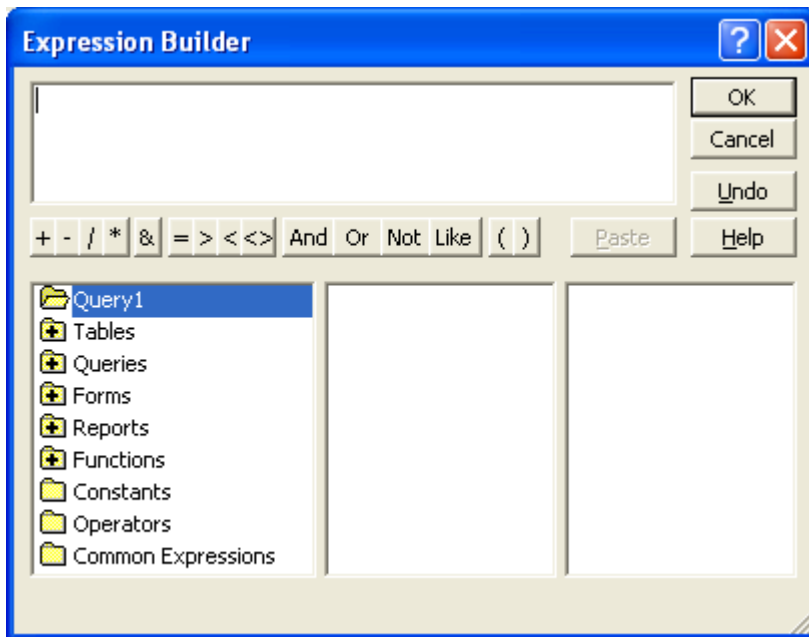 Expression Builder
OK
Cancel
Undo
+ - / * & = > < <> And Or Not Like ( ) Paste Help
Query1
Tables
Queries
Forms
Reports
Functions
Constants
Operators
Common Expressions